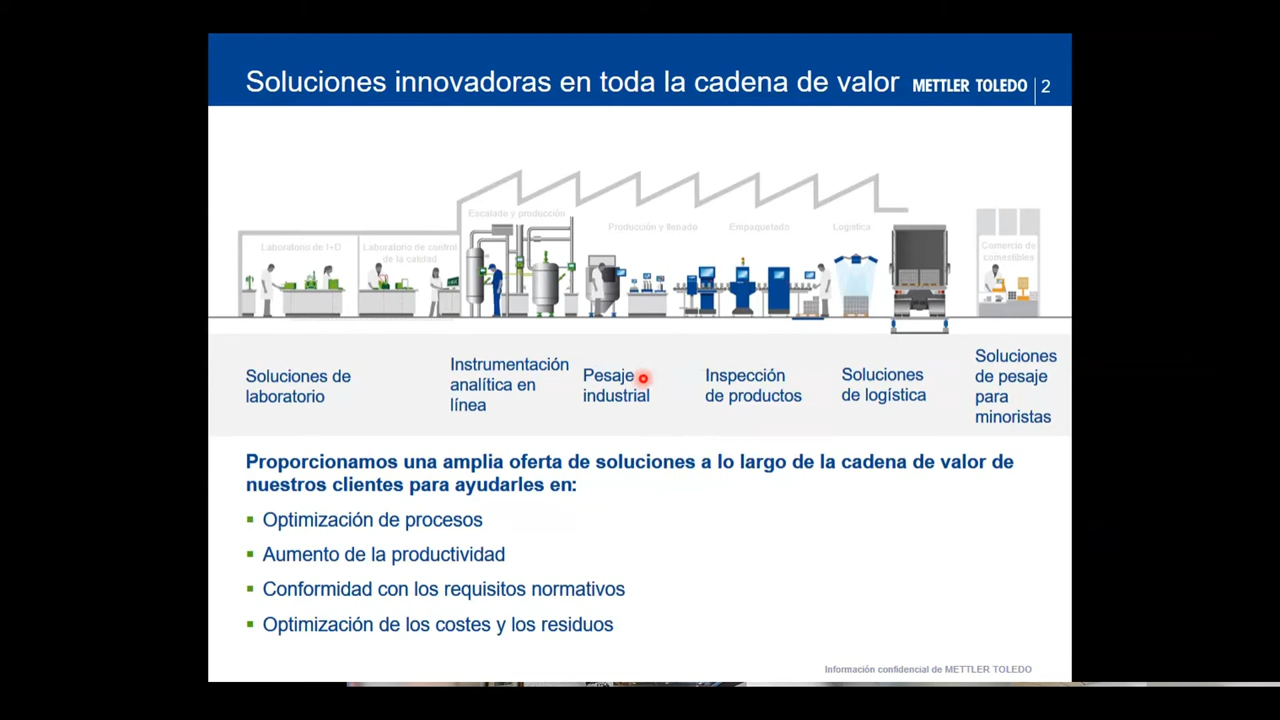 Soluciones innovadoras en toda la cadena de valor
METTLER TOLEDO
2
Escalade y producción
Producción y llenado
Empaquetado
Logística
Laboratorio de I+D
Laboratorio de control
de la calidad
Comercio de
comestibles
Soluciones de
laboratorio
Instrumentación
analítica en
línea
Pesaje
industrial
Inspección
de productos
Soluciones
de logística
Soluciones
de pesaje
para
minoristas
Proporcionamos una amplia oferta de soluciones a lo largo de la cadena de valor de
nuestros clientes para ayudarles en:
Optimización de procesos
Aumento de la productividad
Conformidad con los requisitos normativos
Optimización de los costes y los residuos
Información confidencial de METTLER TOLEDO